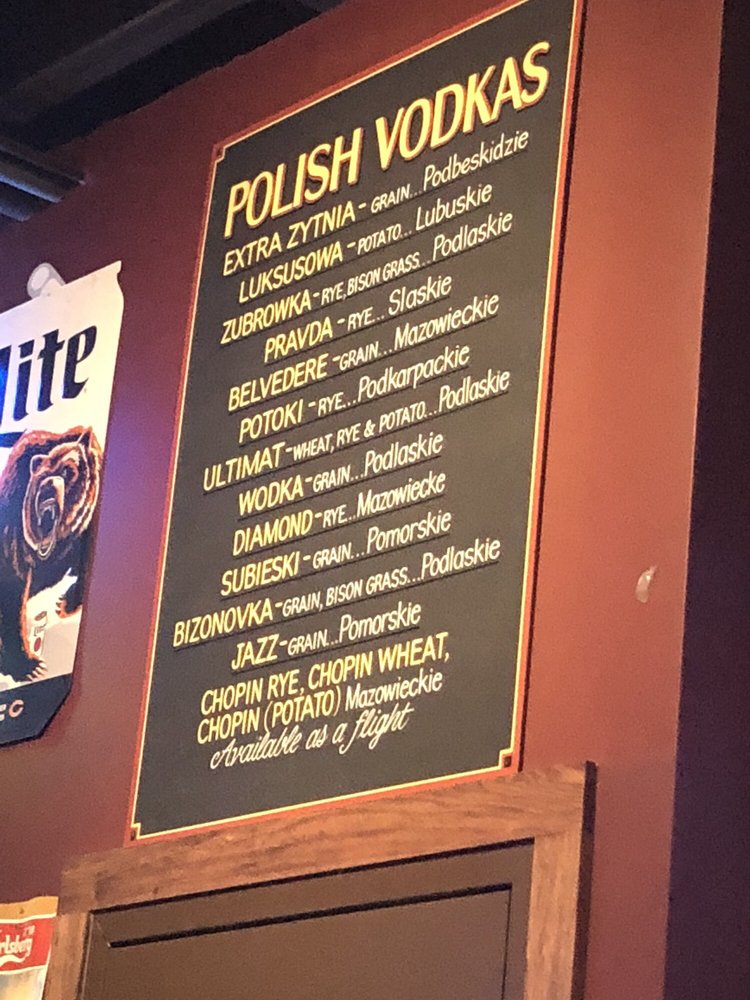 POLISH VODKAS
EXTRA ZYTNIA - GRAIN...Podbeskidzie
LUKSUSOWA - POTATO... Lubuskie
ZUBROWKA - RYE, BISON GRASS...Podlaskie
PRAVDA - RYE... Slaskie
BELVEDERE - GRAIN... Mazowieckie
POTOKI - RYE...Podkarpackie
ULTIMAT - WHEAT, RYE & POTATO...Podlaskie
WODKA - GRAIN...Podlaskie
DIAMOND - RYE...Mazowiecke
SUBIESKI - GRAIN...Pomorskie
BIZONOVKA - GRAIN, BISON GRASS...Podlaskie
JAZZ - GRAIN...Pomorskie
CHOPIN RYE, CHOPIN WHEAT,
CHOPIN (POTATO) Mazowieckie
Available as a flight
lite
rlsberg